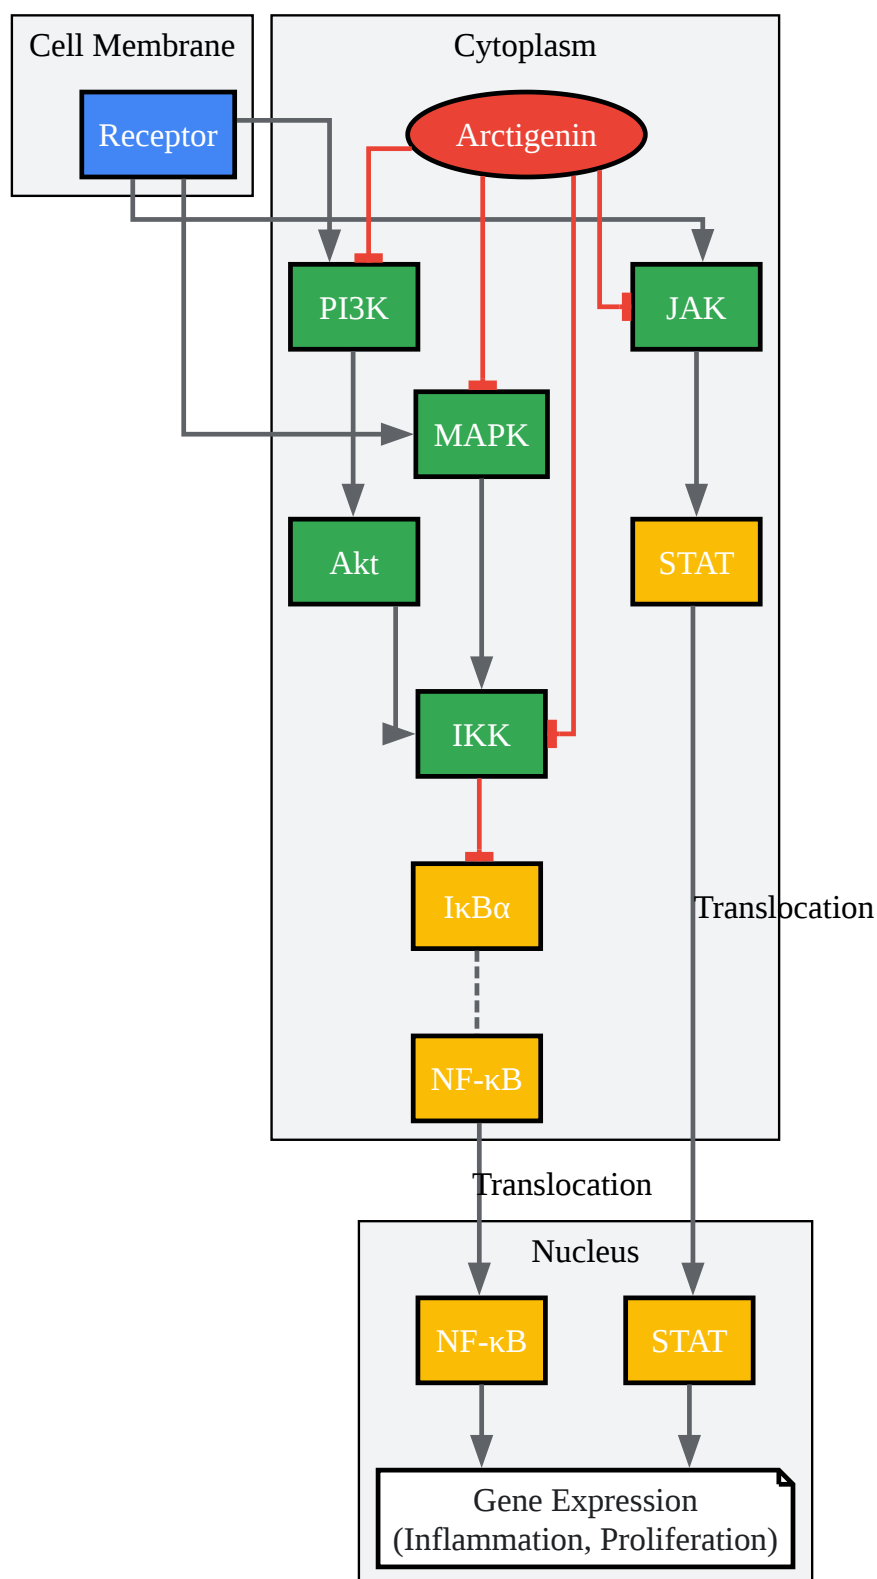 Cell Membrane
Cytoplasm
Receptor
Arctigenin
PI3K
JAK
MAPK
Akt
STAT
IKK
IκBα
Translocation
NF-κB
Translocation
Nucleus
NF-κB
STAT
Gene Expression
(Inflammation, Proliferation)